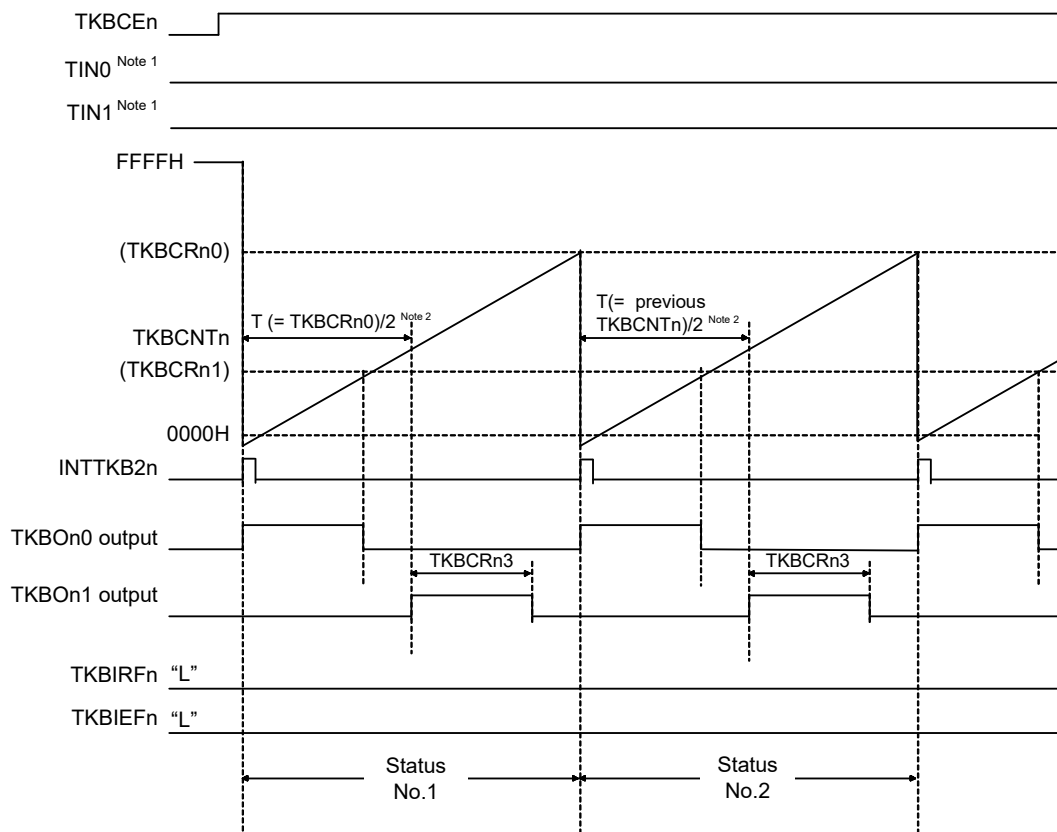 TKBCEn
TIN0 Note 1
TIN1 Note 1
FFFFH
(TKBCRn0)
T (= TKBCRn0)/2 Note 2
T(= previous
TKBCNTn)/2 Note 2
TKBCNTn
(TKBCRn1)
0000H
INTTKB2n
TKBOn0 output
TKBCRn3
TKBCRn3
TKBOn1 output
TKBIRFn “L”
TKBIEFn “L”
Status
No.1
Status
No.2